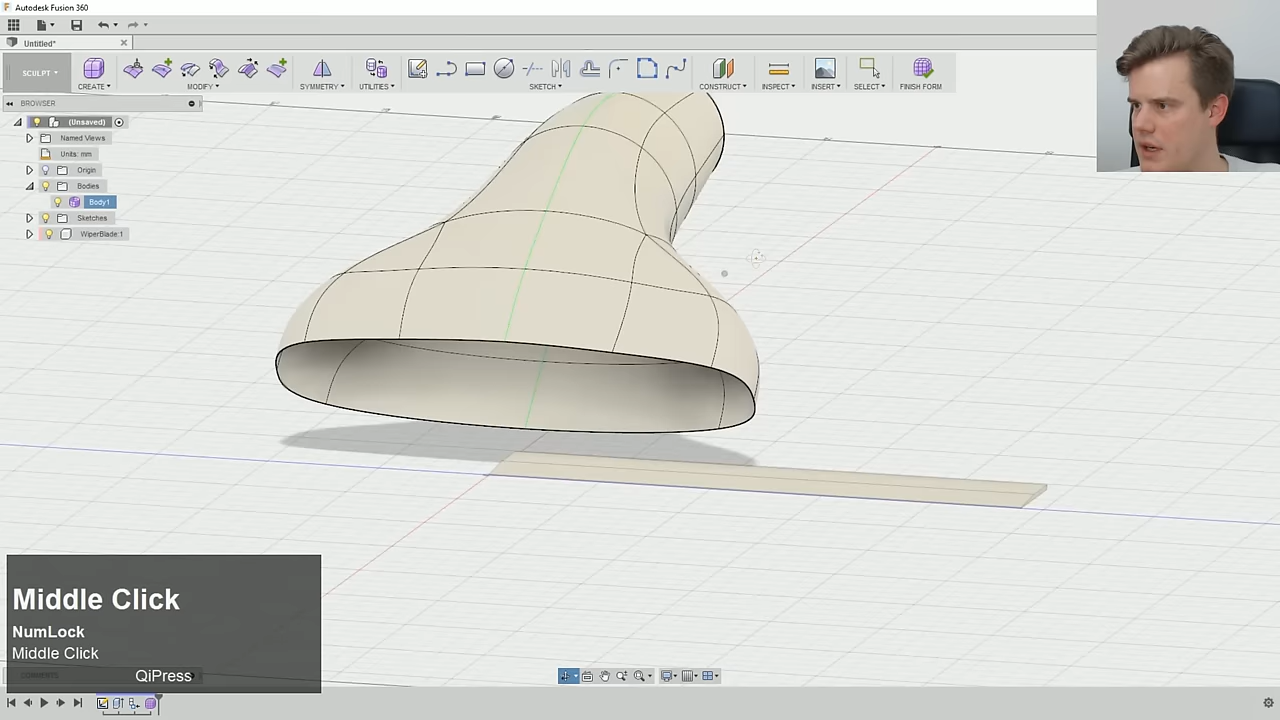 Autodesk Fusion 360
Untitled*
SCULPT
CREATE
MODIFY
SYMMETRY
UTILITIES
SKETCH
CONSTRUCT
INSPECT
INSERT
SELECT
FINISH FORM
BROWSER
(Unsaved)
Named Views
Units: mm
Origin
Bodies
Body1
Sketches
WiperBlade:1
Middle Click
NumLock
Middle Click
QiPress
COMMENTS